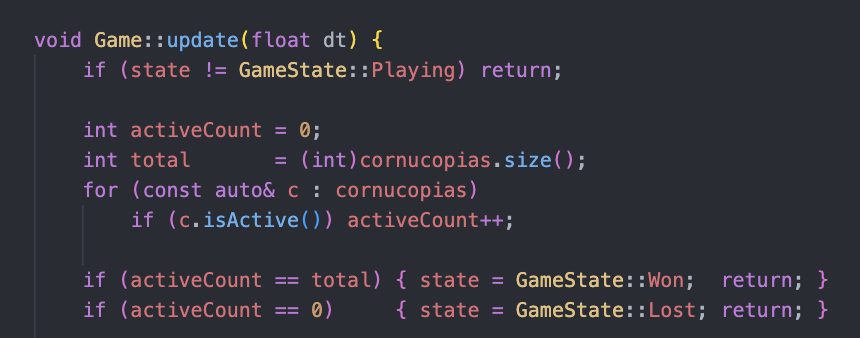 void Game::update(float dt) {
    if (state != GameState::Playing) return;

    int activeCount = 0;
    int total       = (int)cornucopias.size();
    for (const auto& c : cornucopias)
        if (c.isActive()) activeCount++;

    if (activeCount == total) { state = GameState::Won;  return; }
    if (activeCount == 0)     { state = GameState::Lost; return; }